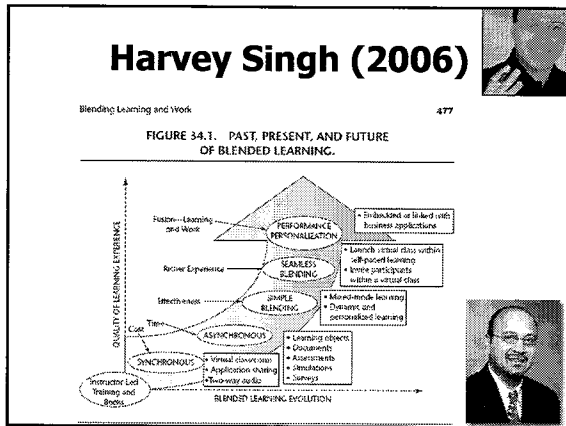 Harvey Singh (2006)
Blending Learning and Work
477
FIGURE 34.1. PAST, PRESENT, AND FUTURE
OF BLENDED LEARNING.
QUALITY OF LEARNING EXPERIENCE
Fusion—Learning
and Work
PERFORMANCE
PERSONALIZATION
• Embedded or linked with
business applications
Richer Experience
SEAMLESS
BLENDING
• Launch virtual class within
self-paced learning
• Invite participants
within a virtual class
Effectiveness
SIMPLE
BLENDING
• Mixed-mode learning
• Dynamic and
personalized learning
Time
ASYNCHRONOUS
• Learning objects
• Documents
• Assessments
• Simulations
• Surveys
Cost
SYNCHRONOUS
• Virtual classroom
• Application sharing
• Two-way audio
Instructor Led
Training and
Books
BLENDED LEARNING EVOLUTION